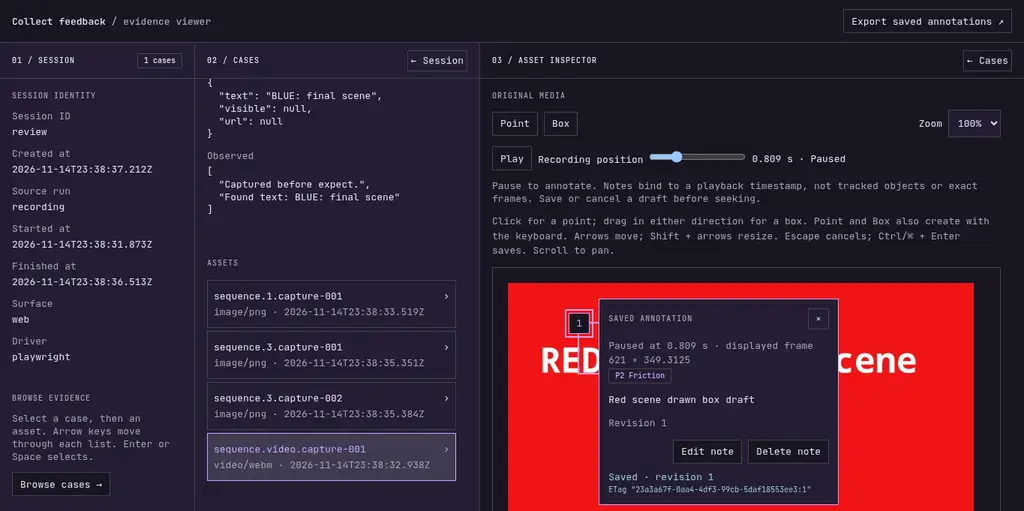 Collect feedback / evidence viewer
Export saved annotations ↗
01 / SESSION
1 cases
SESSION IDENTITY
Session ID
review
Created at
2026-11-14T23:38:37.212Z
Source run
recording
Started at
2026-11-14T23:38:31.873Z
Finished at
2026-11-14T23:38:36.513Z
Surface
web
Driver
playwright
BROWSE EVIDENCE
Select a case, then an
asset. Arrow keys move
through each list. Enter or
Space selects.
Browse cases →
02 / CASES
← Session
{
"text": "BLUE: final scene",
"visible": null,
"url": null
}
Observed
[
"Captured before expect.",
"Found text: BLUE: final scene"
]
ASSETS
sequence.1.capture-001 ›
image/png · 2026-11-14T23:38:33.519Z
sequence.3.capture-001 ›
image/png · 2026-11-14T23:38:35.351Z
sequence.3.capture-002 ›
image/png · 2026-11-14T23:38:35.384Z
sequence.video.capture-001 ›
video/webm · 2026-11-14T23:38:32.938Z
03 / ASSET INSPECTOR
← Cases
ORIGINAL MEDIA
Point
Box
Zoom 100%
Play
Recording position 0.809 s · Paused
Pause to annotate. Notes bind to a playback timestamp, not tracked objects or exact
frames. Save or cancel a draft before seeking.
Click for a point; drag in either direction for a box. Point and Box also create with
the keyboard. Arrows move; Shift + arrows resize. Escape cancels; Ctrl/⌘ + Enter
saves. Scroll to pan.
1
RED cene
SAVED ANNOTATION
×
Paused at 0.809 s · displayed frame
621 × 349.3125
P2 Friction
Red scene drawn box draft
Revision 1
Edit note
Delete note
Saved · revision 1
ETag "23a3a67f-0aa4-4df3-99cb-5daf18553ee3:1"